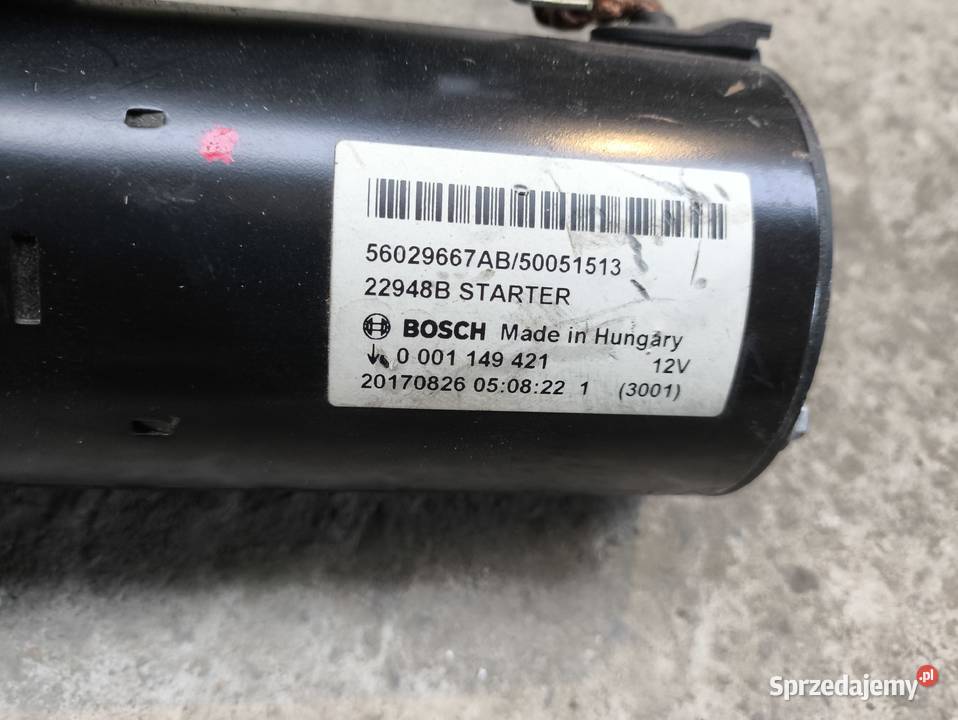 56029667AB/50051513
22948B STARTER
BOSCH Made in Hungary
0 001 149 421 12V
20170826 05:08:22 1 (3001)
Sprzedajemy.pl